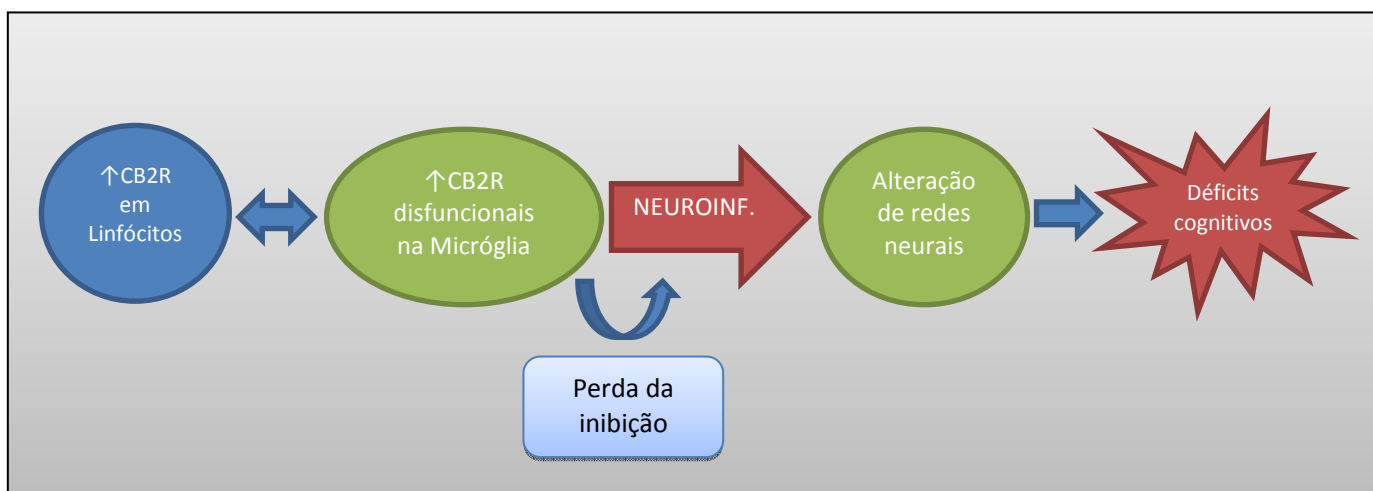 ↑CB2R
em
Linfócitos
↑CB2R
disfuncionais
na Micróglia
NEUROINF.
Alteração
de redes
neurais
Déficits
cognitivos
Perda da
inibição